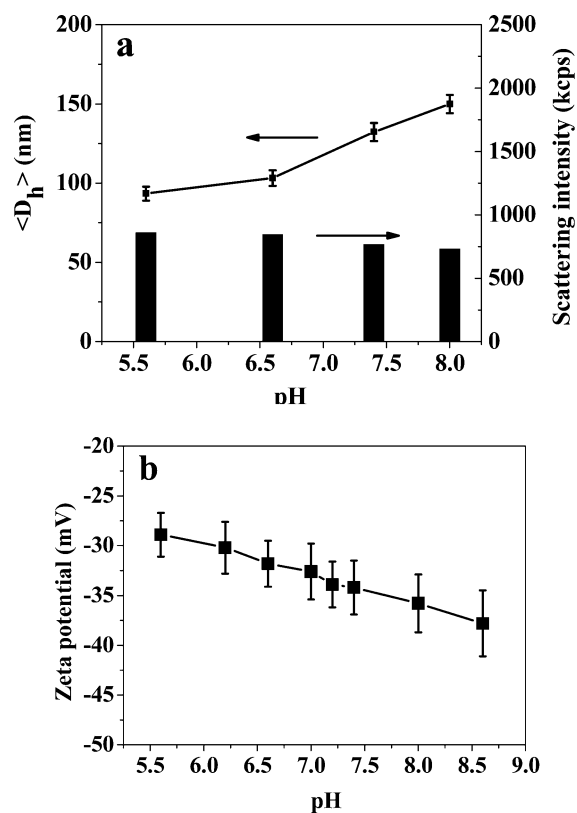 a
<D_h> (nm)
200
150
100
50
0
Scattering intensity (kcps)
2500
2000
1500
1000
500
0
5.5 6.0 6.5 7.0 7.5 8.0
pH
b
Zeta potential (mV)
-20
-25
-30
-35
-40
-45
-50
5.5 6.0 6.5 7.0 7.5 8.0 8.5 9.0
pH